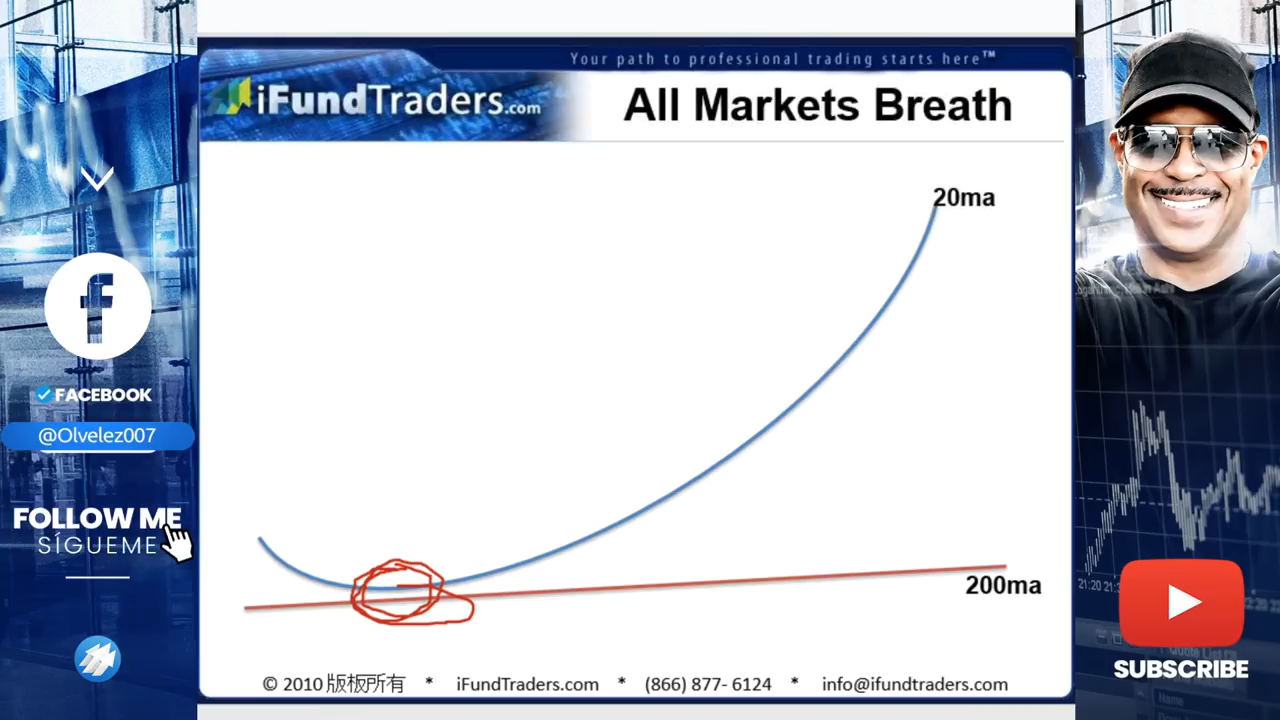 Your path to professional trading starts here™
iFundTraders.com
All Markets Breath
20ma
200ma
© 2010 版权所有 * iFundTraders.com * (866) 877- 6124 * info@ifundtraders.com
FACEBOOK
@Olvelez007
FOLLOW ME
SÍGUEME
SUBSCRIBE